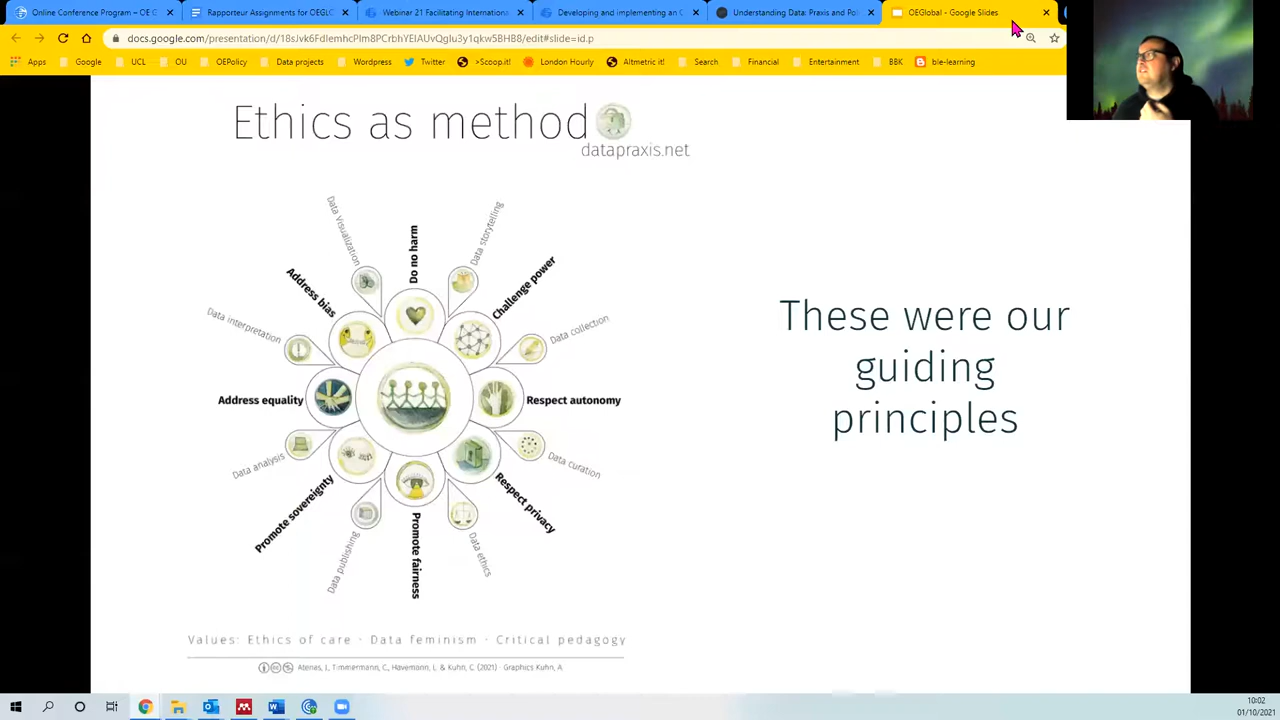 Online Conference Program – OE G
Rapporteur Assignments for OEGLC
Webinar 21 Facilitating Internationa
Developing and implementing an C
Understanding Data: Praxis and Pol
OEGlobal - Google Slides
docs.google.com/presentation/d/
/edit#slide=id.p
Apps
Google
UCL
OU
OEPolicy
Data projects
Wordpress
Twitter
>Scoop.it!
London Hourly
Altmetric it!
Search
Financial
Entertainment
BBK
ble-learning
Ethics as method
datapraxis.net
Data Visualization
Do no harm
Data storytelling
Address bias
Challenge power
Data interpretation
Data collection
Address equality
Respect autonomy
Data analysis
Data curation
Promote sovereignty
Respect privacy
Data publishing
Promote fairness
Data ethics
These were our
guiding
principles
Values: Ethics of care · Data feminism · Critical pedagogy
Atenas, J., Timmermann, C., Havemann, L. & Kuhn, C. (2021) · Graphics Kuhn, A.
10:02
01/10/2021